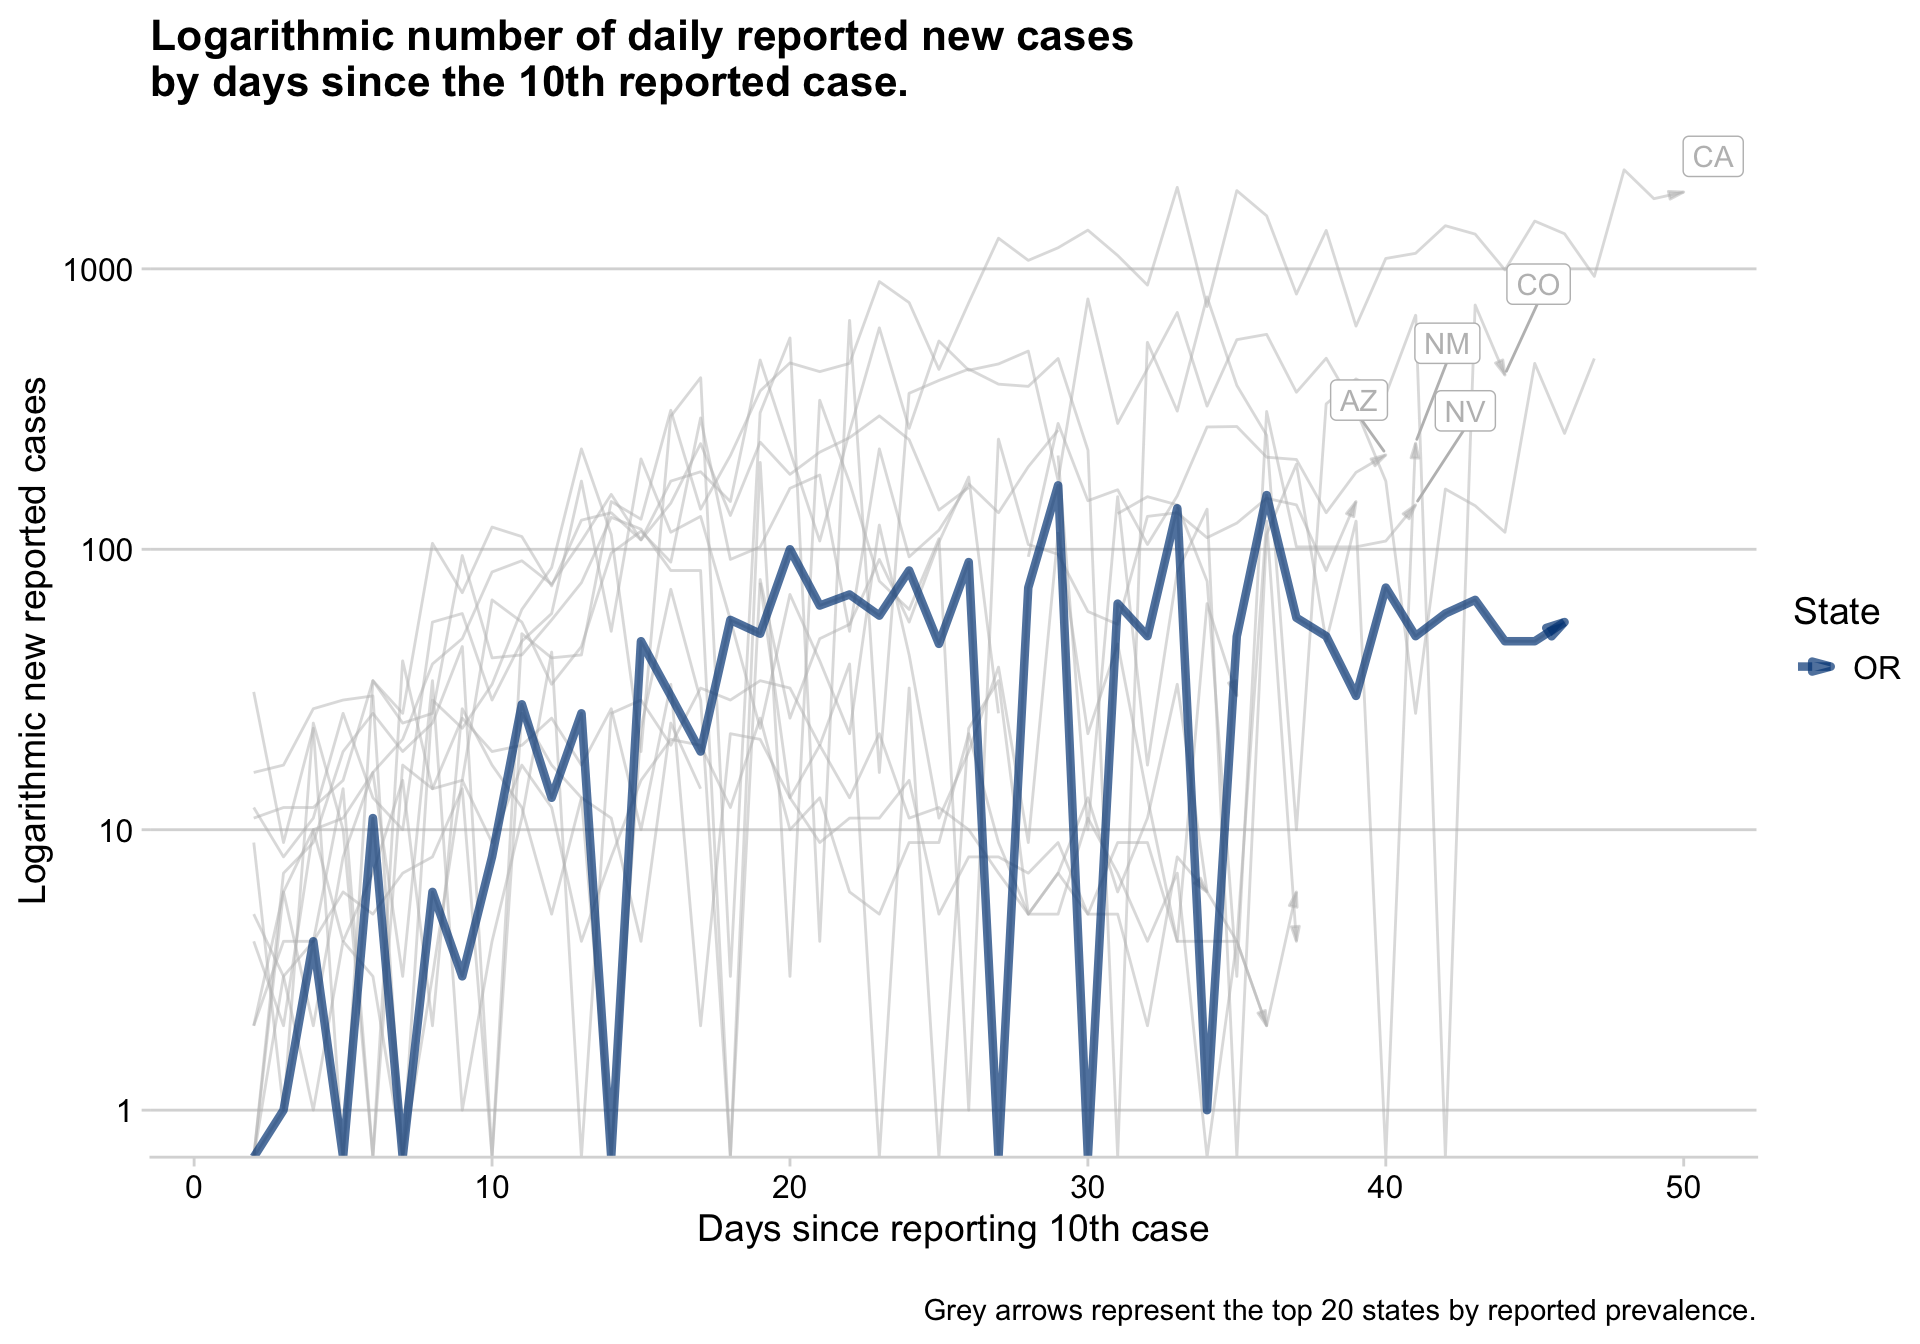 Logarithmic number of daily reported new cases
by days since the 10th reported case.
CA
CO
NM
AZ
NV
1000
100
10
1
Logarithmic new reported cases
State
OR
0 10 20 30 40 50
Days since reporting 10th case
Grey arrows represent the top 20 states by reported prevalence.